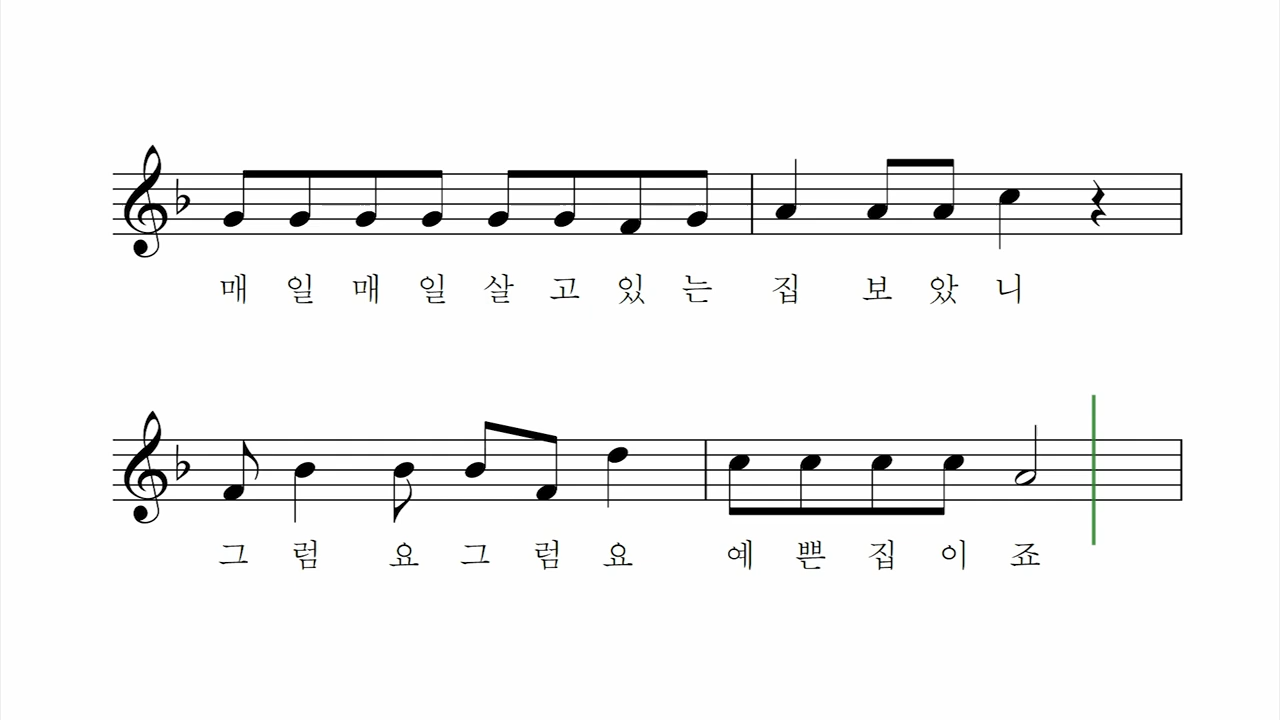 매 일 매 일 살 고 있 는 집 보 았 니
그 럼 요 그 럼 요 예 쁜 집 이 죠